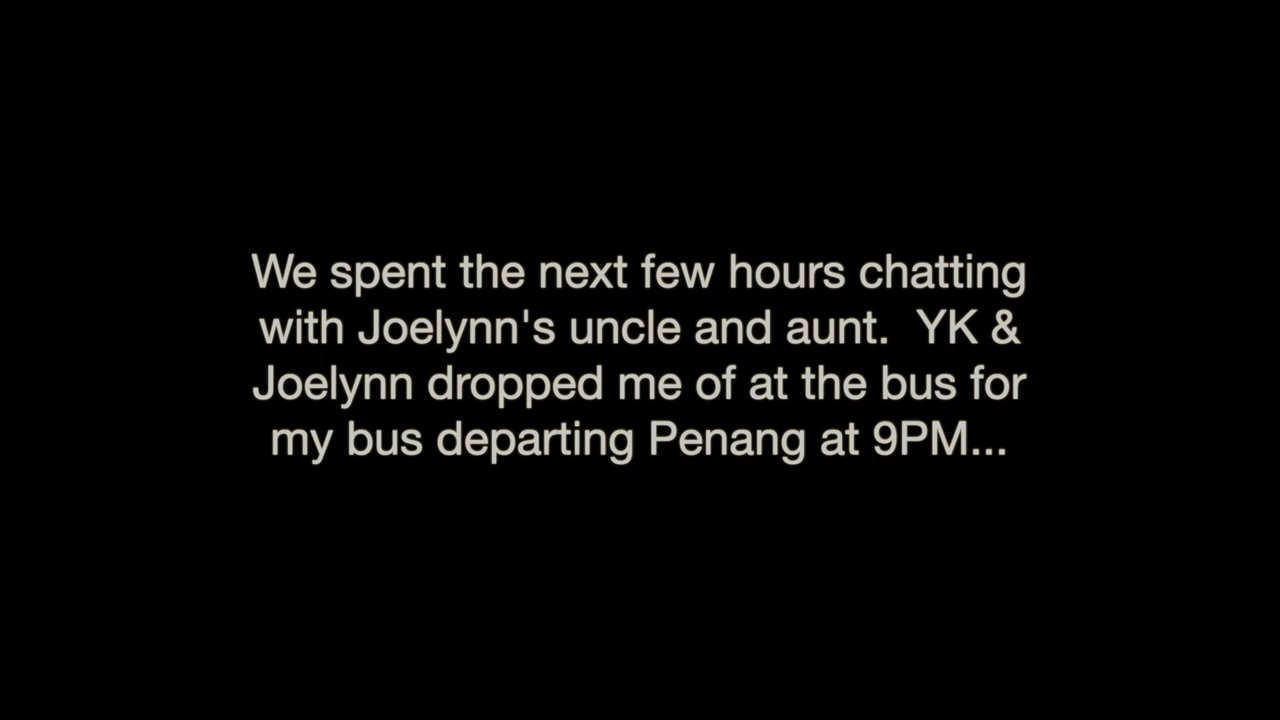 We spent the next few hours chatting
with Joelynn's uncle and aunt.  YK &
Joelynn dropped me of at the bus for
my bus departing Penang at 9PM...